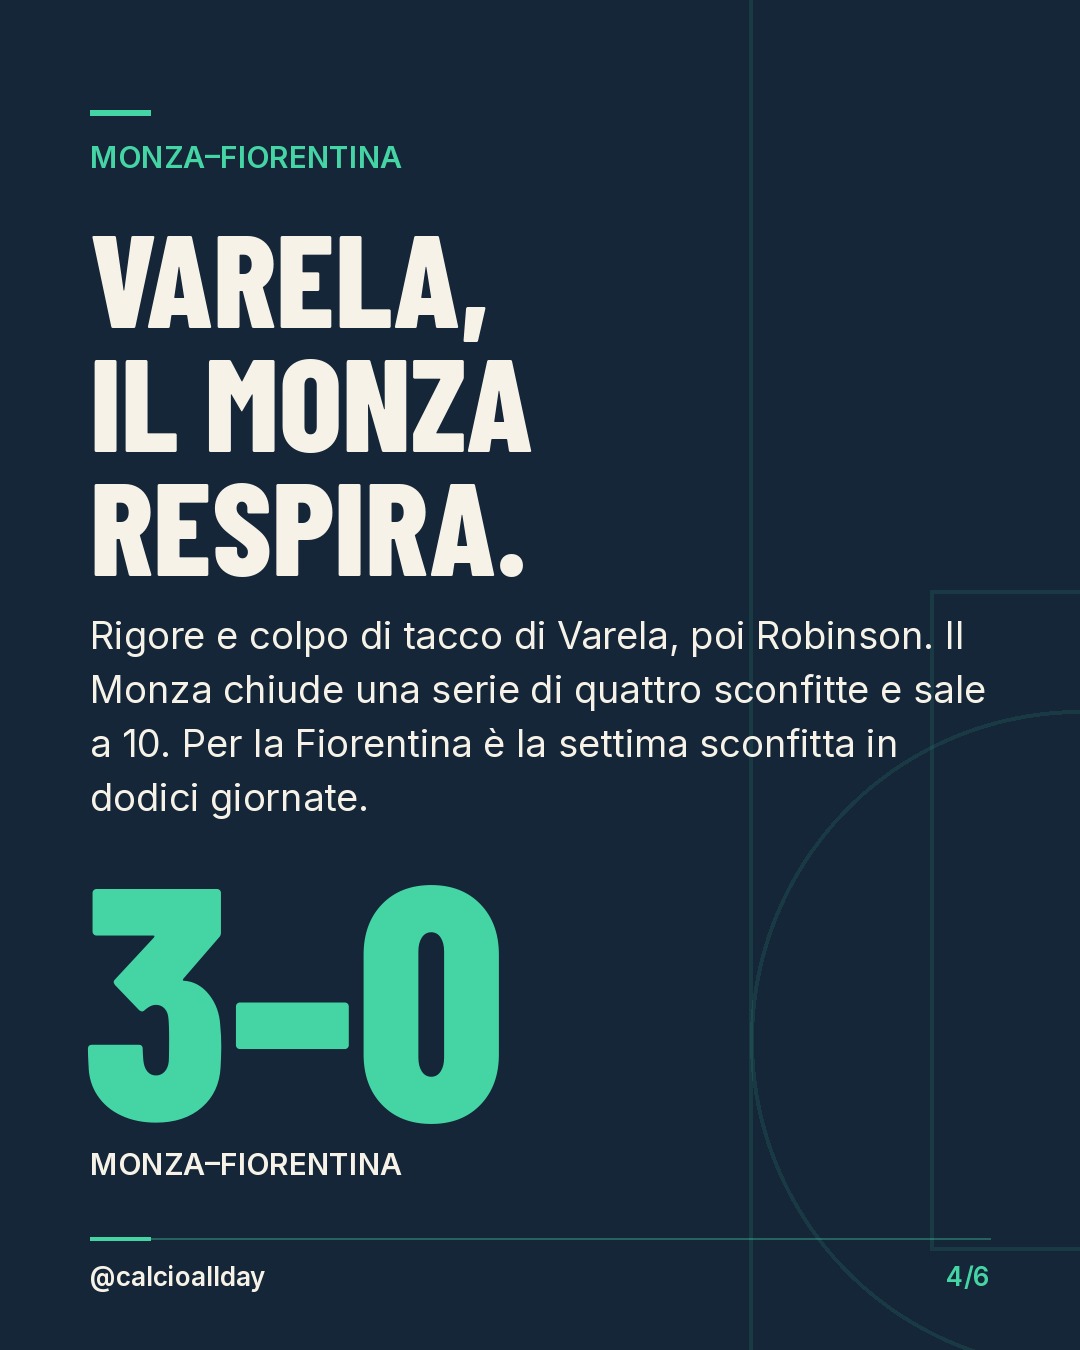 MONZA–FIORENTINA
VARELA,
IL MONZA
RESPIRA.
Rigore e colpo di tacco di Varela, poi Robinson. Il
Monza chiude una serie di quattro sconfitte e sale
a 10. Per la Fiorentina è la settima sconfitta in
dodici giornate.
3–0
MONZA–FIORENTINA
@calcioallday
4/6